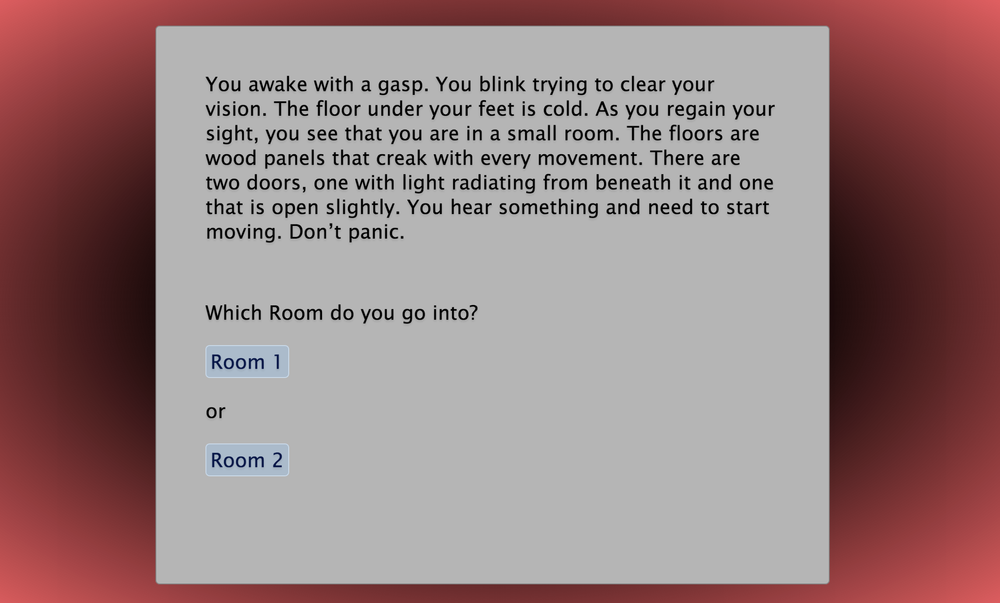 You awake with a gasp. You blink trying to clear your
vision. The floor under your feet is cold. As you regain your
sight, you see that you are in a small room. The floors are
wood panels that creak with every movement. There are
two doors, one with light radiating from beneath it and one
that is open slightly. You hear something and need to start
moving. Don’t panic.
Which Room do you go into?
Room 1
or
Room 2